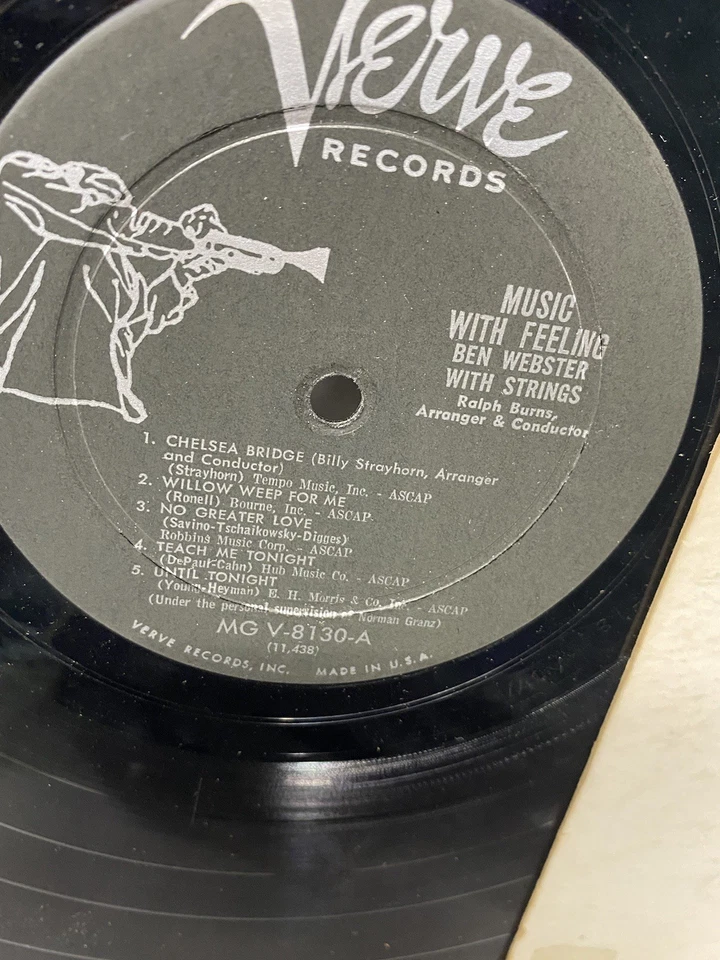 Verve
RECORDS
MUSIC
WITH FEELING
BEN WEBSTER
WITH STRINGS
Ralph Burns,
Arranger & Conductor
1. CHELSEA BRIDGE (Billy Strayhorn, Arranger
and Conductor)
(Strayhorn) Tempo Music, Inc. - ASCAP
2. WILLOW WEEP FOR ME
(Ronell) Bourne, Inc. - ASCAP
3. NO GREATER LOVE
(Savino-Tschaikowsky-Digges)
Robbins Music Corp. - ASCAP
4. TEACH ME TONIGHT
(DePaul-Cahn) Hub Music Co. - ASCAP
5. UNTIL TONIGHT
(Young-Heyman) E. H. Morris & Co. Inc. - ASCAP
(Under the personal supervision of Norman Granz)
MG V-8130-A
(11,438)
VERVE RECORDS, INC. MADE IN U.S.A.